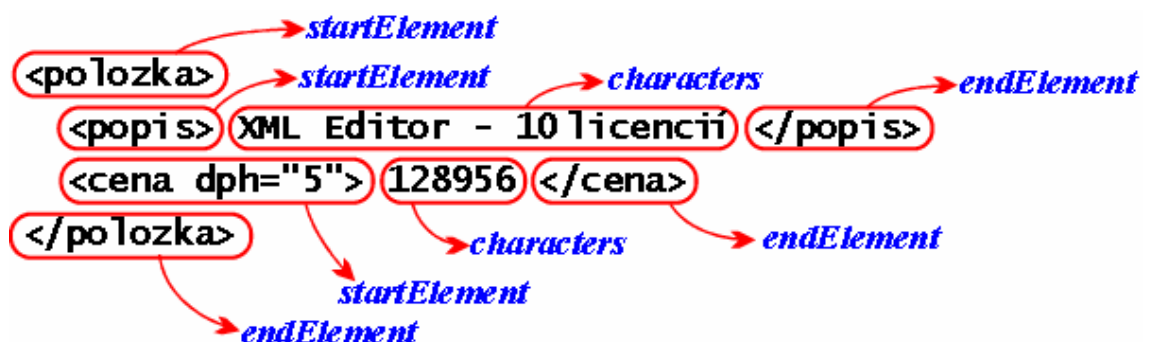 startElement
<polozka> startElement characters endElement
<popis> XML Editor - 10 licencií </popis>
<cena dph="5"> 128956 </cena>
</polozka> characters endElement
startElement
endElement